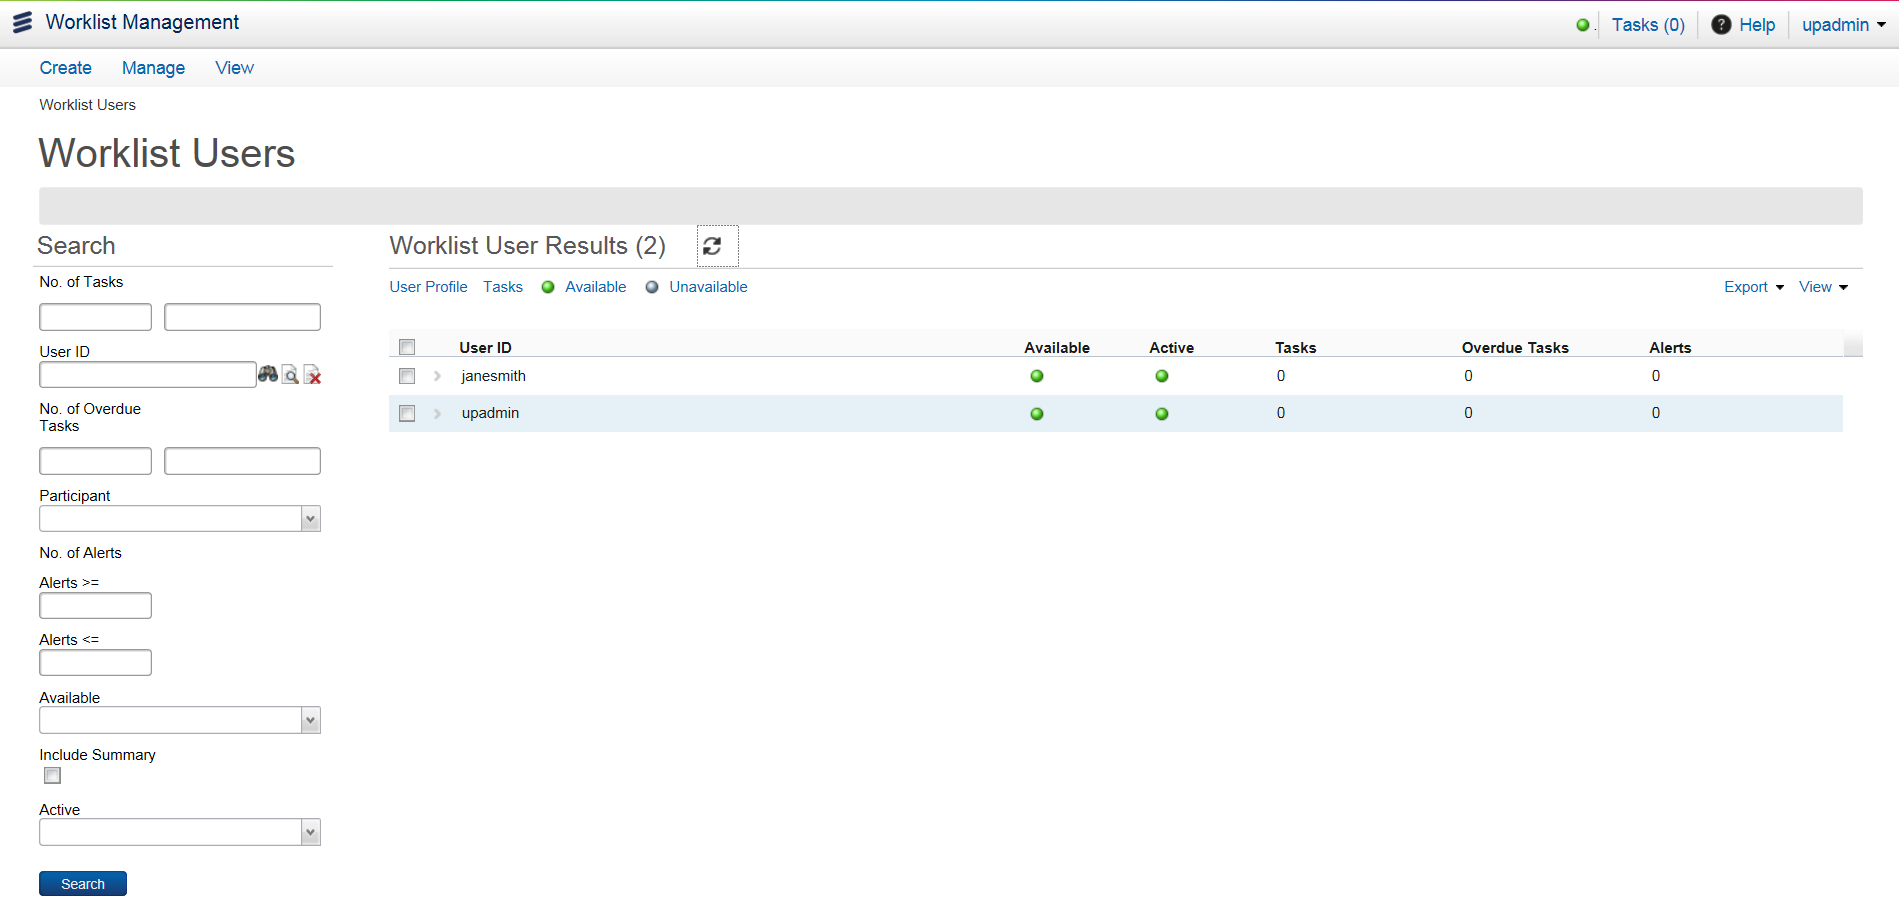 Worklist Management
Tasks (0)
? Help
upadmin
Create Manage View
Worklist Users
Worklist Users
Search
No. of Tasks
User ID
No. of Overdue
Tasks
Participant
No. of Alerts
Alerts >=
Alerts <=
Available
Include Summary
Active
Search
Worklist User Results (2)
User Profile Tasks Available Unavailable
Export View
User ID Available Active Tasks Overdue Tasks Alerts
janesmith 0 0 0
upadmin 0 0 0